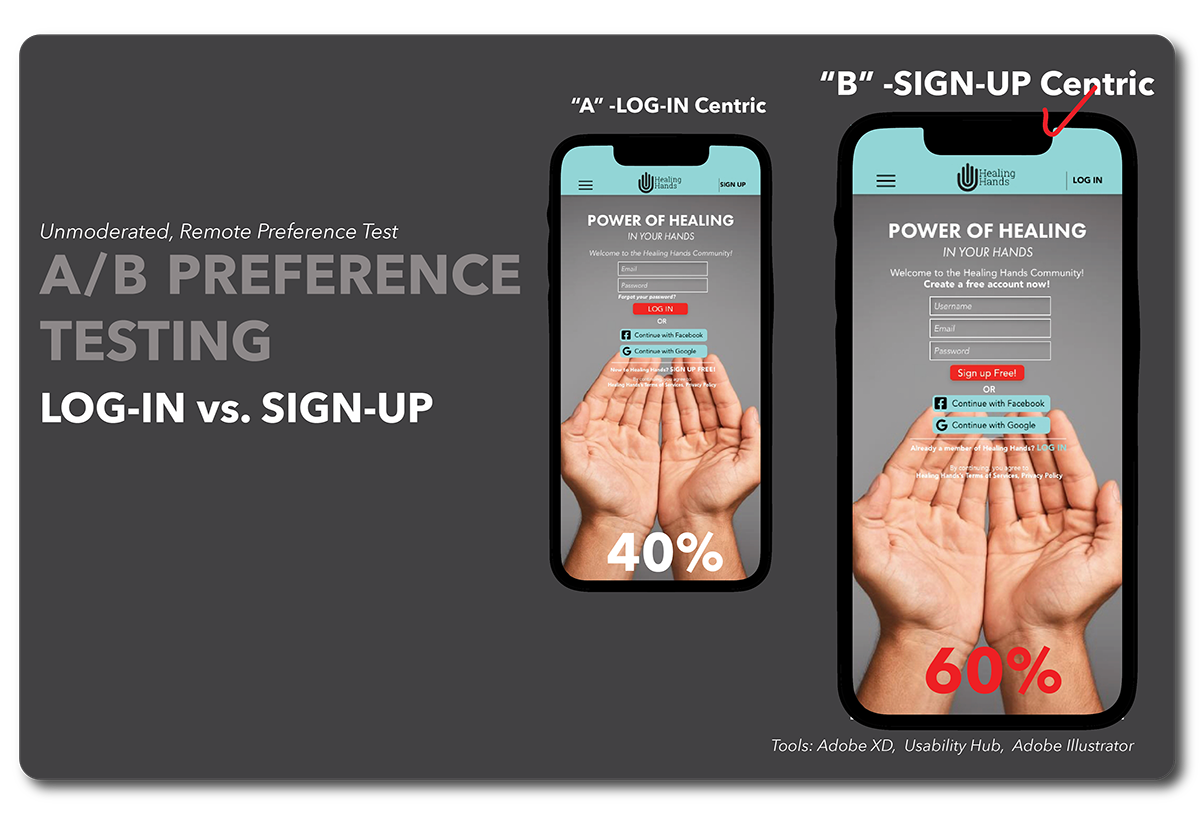 Unmoderated, Remote Preference Test
A/B PREFERENCE
TESTING
LOG-IN vs. SIGN-UP
“A” -LOG-IN Centric
Healing
Hands
SIGN UP
POWER OF HEALING
IN YOUR HANDS
Welcome to the Healing Hands Community!
Email
Password
Forgot your password?
LOG IN
OR
Continue with Facebook
Continue with Google
New to Healing Hands? SIGN UP FREE!
By continuing, you agree to
Healing Hands's Terms of Services, Privacy Policy
40%
“B” -SIGN-UP Centric
Healing
Hands
LOG IN
POWER OF HEALING
IN YOUR HANDS
Welcome to the Healing Hands Community!
Create a free account now!
Username
Email
Password
Sign up Free!
OR
Continue with Facebook
Continue with Google
Already a member of Healing Hands? LOG IN
By continuing, you agree to
Healing Hands's Terms of Services, Privacy Policy
60%
Tools: Adobe XD, Usability Hub, Adobe Illustrator